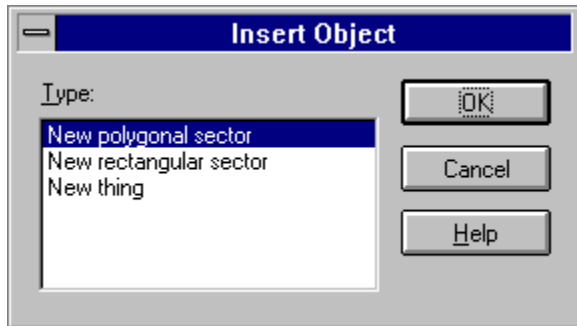 Insert Object
Type:
New polygonal sector
New rectangular sector
New thing
OK
Cancel
Help